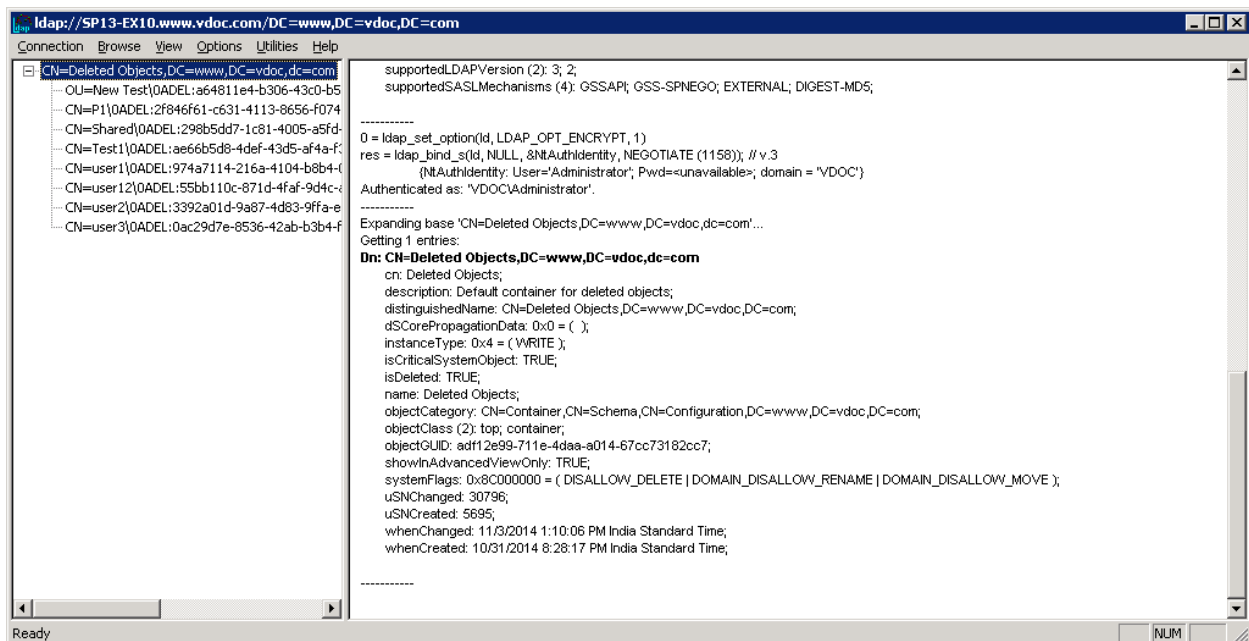 ldap://SP13-EX10.www.vdoc.com/DC=www,DC=vdoc,DC=com
Connection Browse View Options Utilities Help
CN=Deleted Objects,DC=www,DC=vdoc,dc=com
OU=New Test\0ADEL:a64811e4-b306-43c0-b5
CN=P1\0ADEL:2f846f61-c631-4113-8656-f074
CN=Shared\0ADEL:298b5dd7-1c81-4005-a5fd-
CN=Test1\0ADEL:ae66b5d8-4def-43d5-af4a-f
CN=user1\0ADEL:974a7114-216a-4104-b8b4-
CN=user12\0ADEL:55bb110c-871d-4faf-9d4c-
CN=user2\0ADEL:3392a01d-9a87-4d83-9ffa-e
CN=user3\0ADEL:0ac29d7e-8536-42ab-b3b4-f
supportedLDAPVersion (2): 3; 2;
supportedSASLMechanisms (4): GSSAPI; GSS-SPNEGO; EXTERNAL; DIGEST-MD5;
-----------
0 = ldap_set_option(ld, LDAP_OPT_ENCRYPT, 1)
res = ldap_bind_s(ld, NULL, &NtAuthIdentity, NEGOTIATE (1158)); // v.3
{NtAuthIdentity: User='Administrator'; Pwd=<unavailable>; domain = 'VDOC'}
Authenticated as: 'VDOC\Administrator'.
-----------
Expanding base 'CN=Deleted Objects,DC=www,DC=vdoc,dc=com'...
Getting 1 entries:
Dn: CN=Deleted Objects,DC=www,DC=vdoc,dc=com
cn: Deleted Objects;
description: Default container for deleted objects;
distinguishedName: CN=Deleted Objects,DC=www,DC=vdoc,DC=com;
dSCorePropagationData: 0x0 = (  );
instanceType: 0x4 = ( WRITE );
isCriticalSystemObject: TRUE;
isDeleted: TRUE;
name: Deleted Objects;
objectCategory: CN=Container,CN=Schema,CN=Configuration,DC=www,DC=vdoc,DC=com;
objectClass (2): top; container;
objectGUID: adf12e99-711e-4daa-a014-67cc73182cc7;
showInAdvancedViewOnly: TRUE;
systemFlags: 0x8C000000 = ( DISALLOW_DELETE | DOMAIN_DISALLOW_RENAME | DOMAIN_DISALLOW_MOVE );
uSNChanged: 30796;
uSNCreated: 5695;
whenChanged: 11/3/2014 1:10:06 PM India Standard Time;
whenCreated: 10/31/2014 8:28:17 PM India Standard Time;
-----------
Ready
NUM